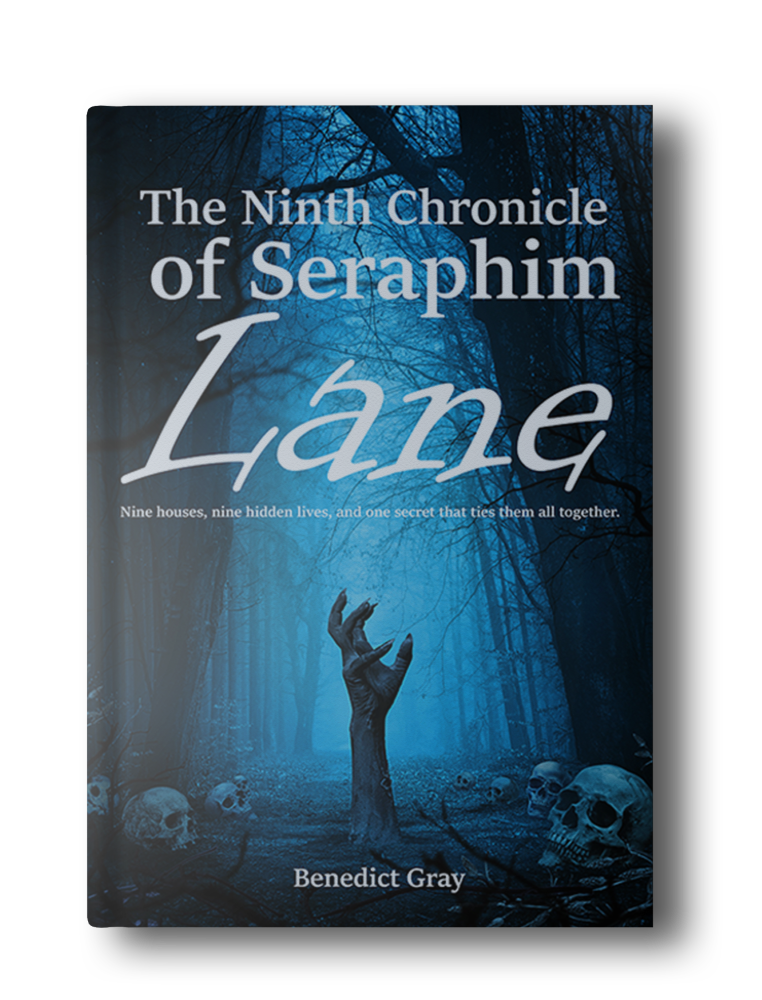 The Ninth Chronicle
of Seraphim
Lane
Nine houses, nine hidden lives, and one secret that ties them all together.
Benedict Gray